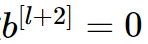 b^{[l+2]} = 0